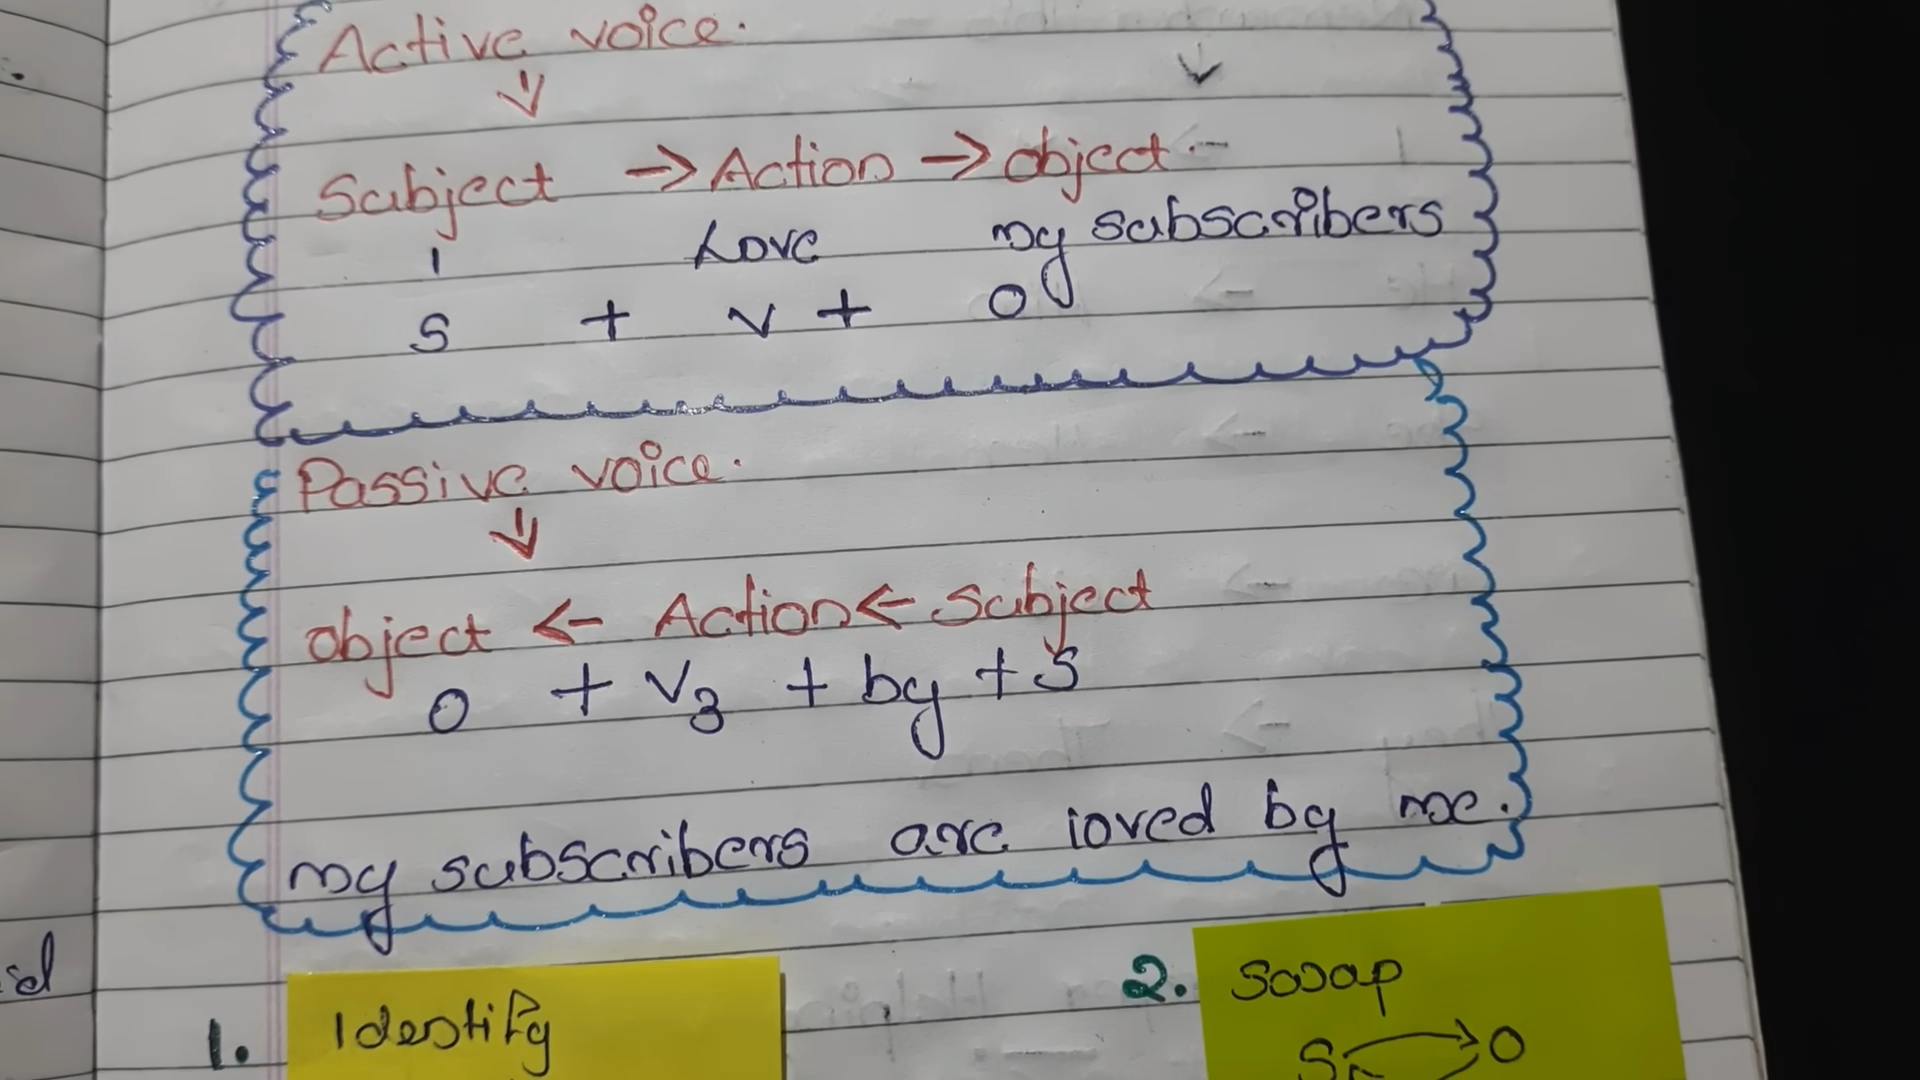 Active voice.
↓
Subject → Action → object
I Love my subscribers
S + V + O
Passive voice.
↓
object ← Action ← Subject
O + V3 + by + S
my subscribers are loved by me.
1. Identify
2. Swap
S O